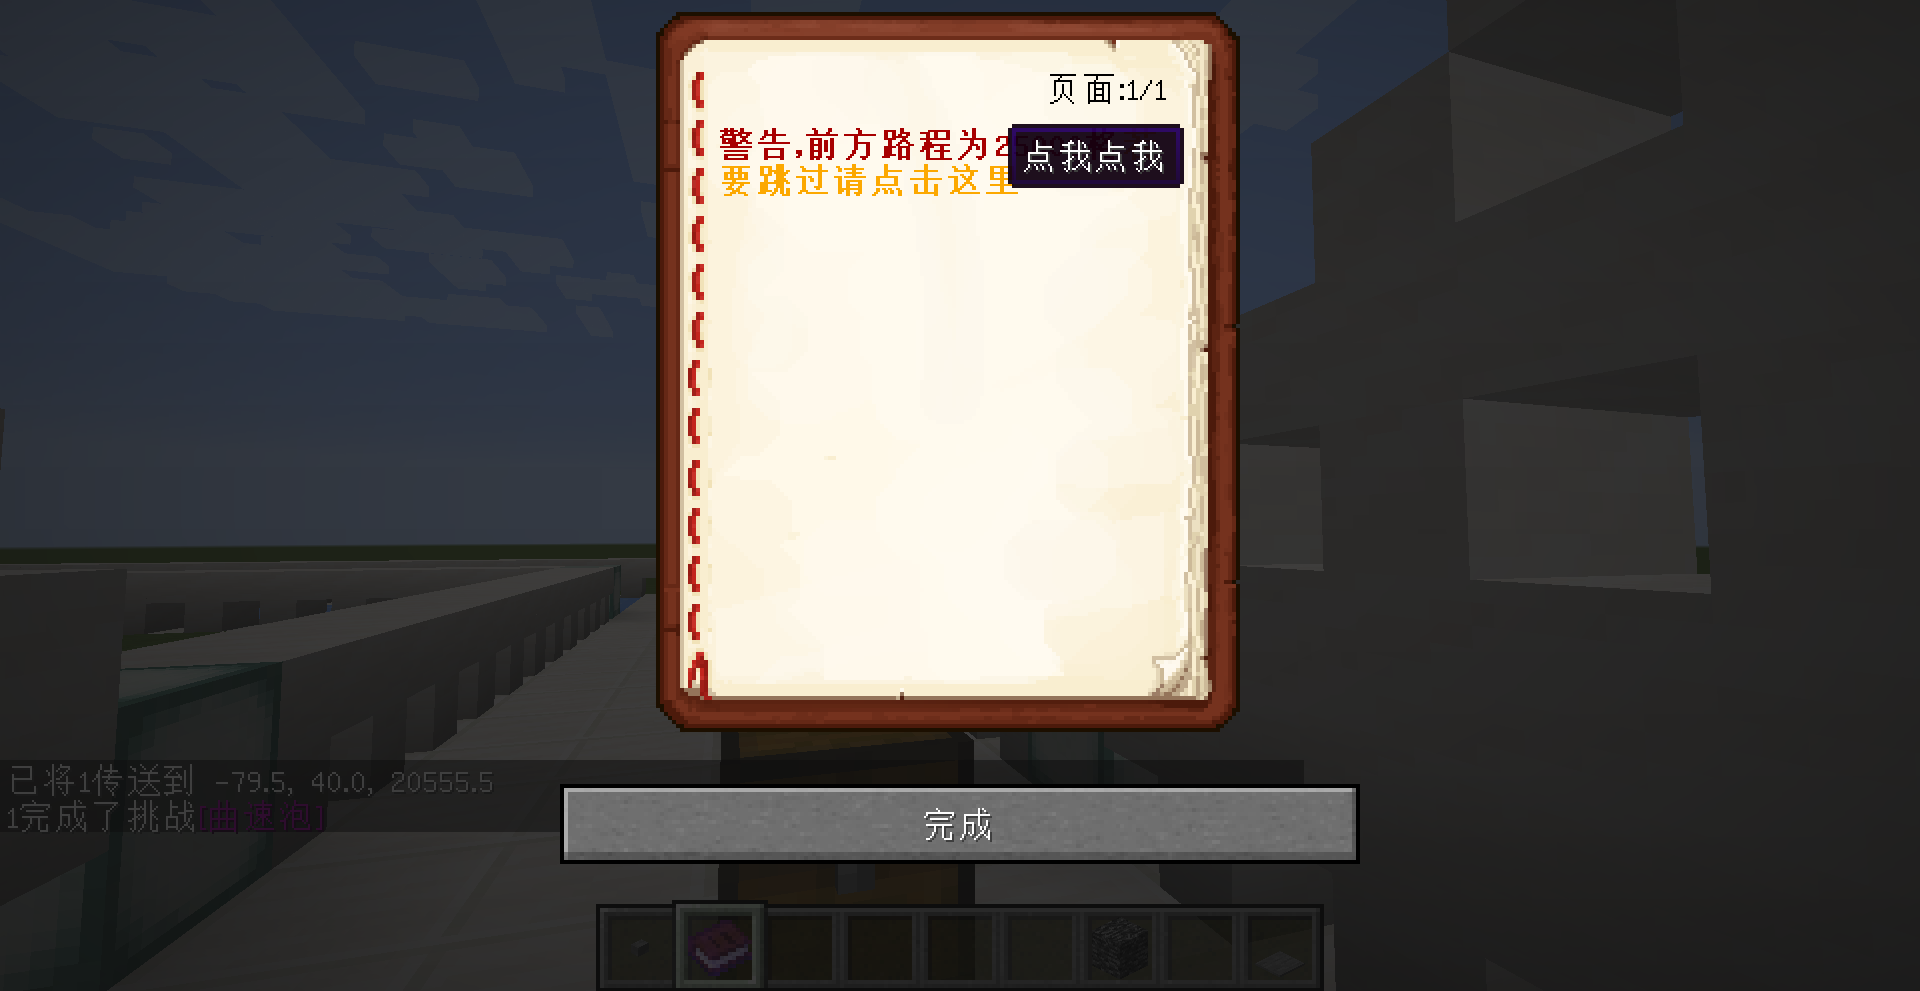 页面:1/1
警告,前方路程为2
点我点我
要跳过请点击这里
已将1传送到 -79.5, 40.0, 20555.5
1完成了挑战[曲速泡]
完成